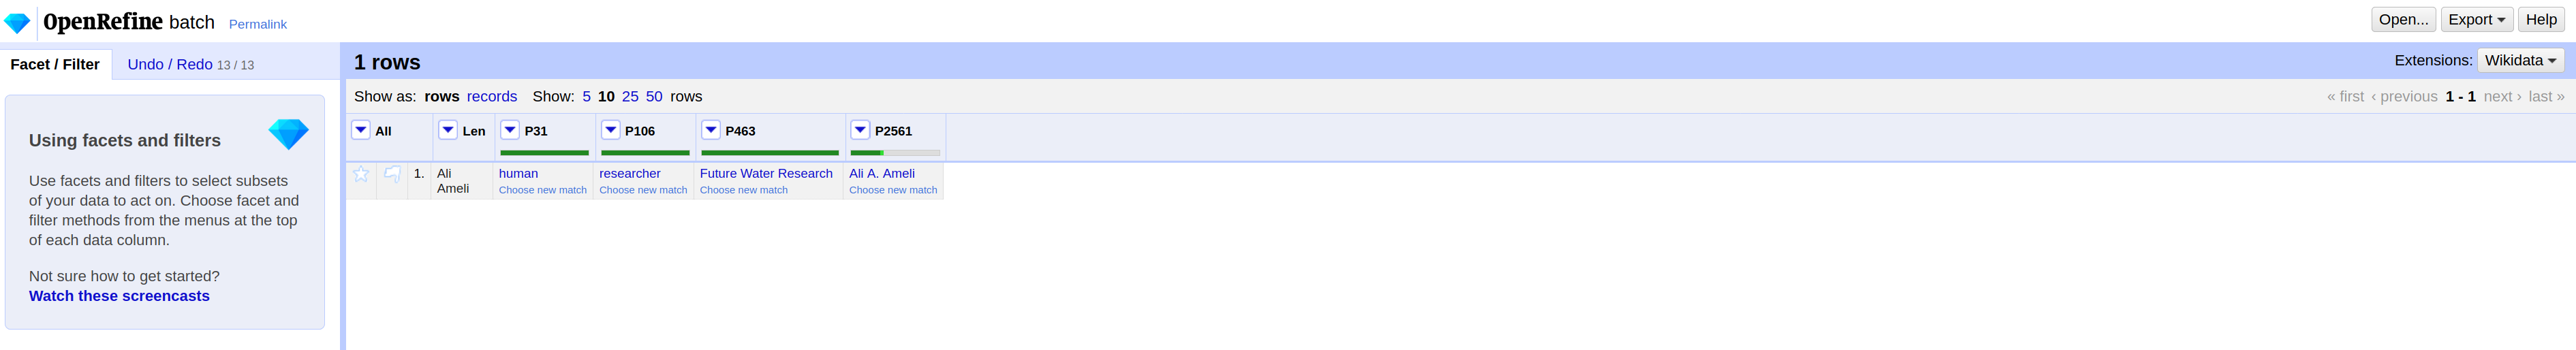 OpenRefine batch Permalink Open... Export Help
Facet / Filter Undo / Redo 13 / 13 1 rows Extensions: Wikidata
Show as: rows records Show: 5 10 25 50 rows « first ‹ previous 1 - 1 next › last »
All Len P31 P106 P463 P2561
1. Ali Ameli human Choose new match researcher Choose new match Future Water Research Choose new match Ali A. Ameli Choose new match
Using facets and filters
Use facets and filters to select subsets
of your data to act on. Choose facet and
filter methods from the menus at the top
of each data column.
Not sure how to get started?
Watch these screencasts